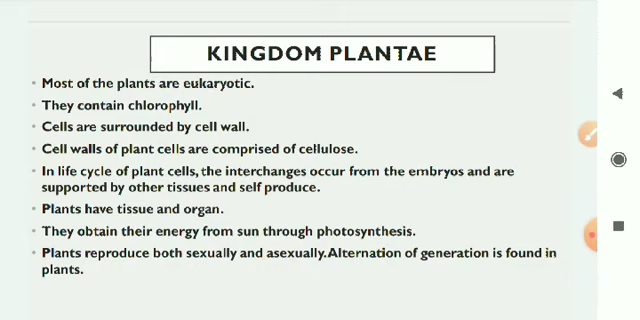 KINGDOM PLANTAE
• Most of the plants are eukaryotic.
• They contain chlorophyll.
• Cells are surrounded by cell wall.
• Cell walls of plant cells are comprised of cellulose.
• In life cycle of plant cells, the interchanges occur from the embryos and are
supported by other tissues and self produce.
• Plants have tissue and organ.
• They obtain their energy from sun through photosynthesis.
• Plants reproduce both sexually and asexually.Alternation of generation is found in
plants.